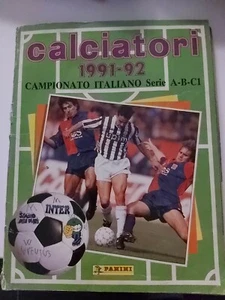 calciatori
1991-92
CAMPIONATO ITALIANO Serie A-B-C1
INTER
PANINI